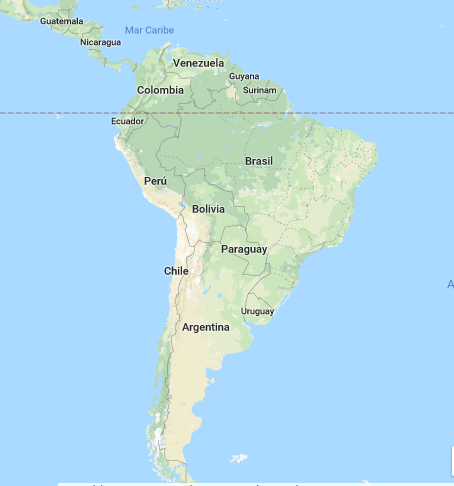 Guatemala
Mar Caribe
Nicaragua
Venezuela
Guyana
Colombia
Surinam
Ecuador
Brasil
Perú
Bolivia
Paraguay
Chile
Uruguay
Argentina